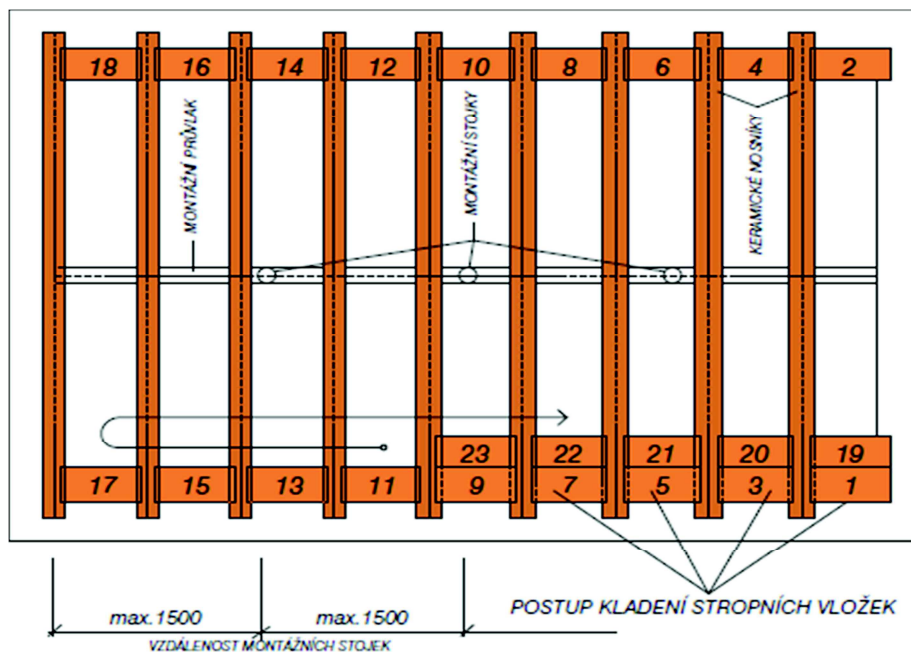 18 16 14 12 10 8 6 4 2
MONTÁŽNÍ PRŮVLAK
MONTÁŽNÍ STOJKY
KERAMICKÉ NOSNÍKY
23 22 21 20 19
17 15 13 11 9 7 5 3 1
max.1500 max.1500
VZDÁLENOST MONTÁŽNÍCH STOJEK
POSTUP KLADENÍ STROPNÍCH VLOŽEK